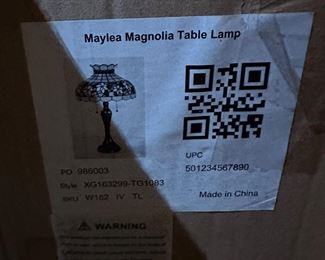 Maylea Magnolia Table Lamp
UPC
501234567890
PO 986003
Style XG163299-TG1083
SKU W162 IV TL
Made in China
WARNING